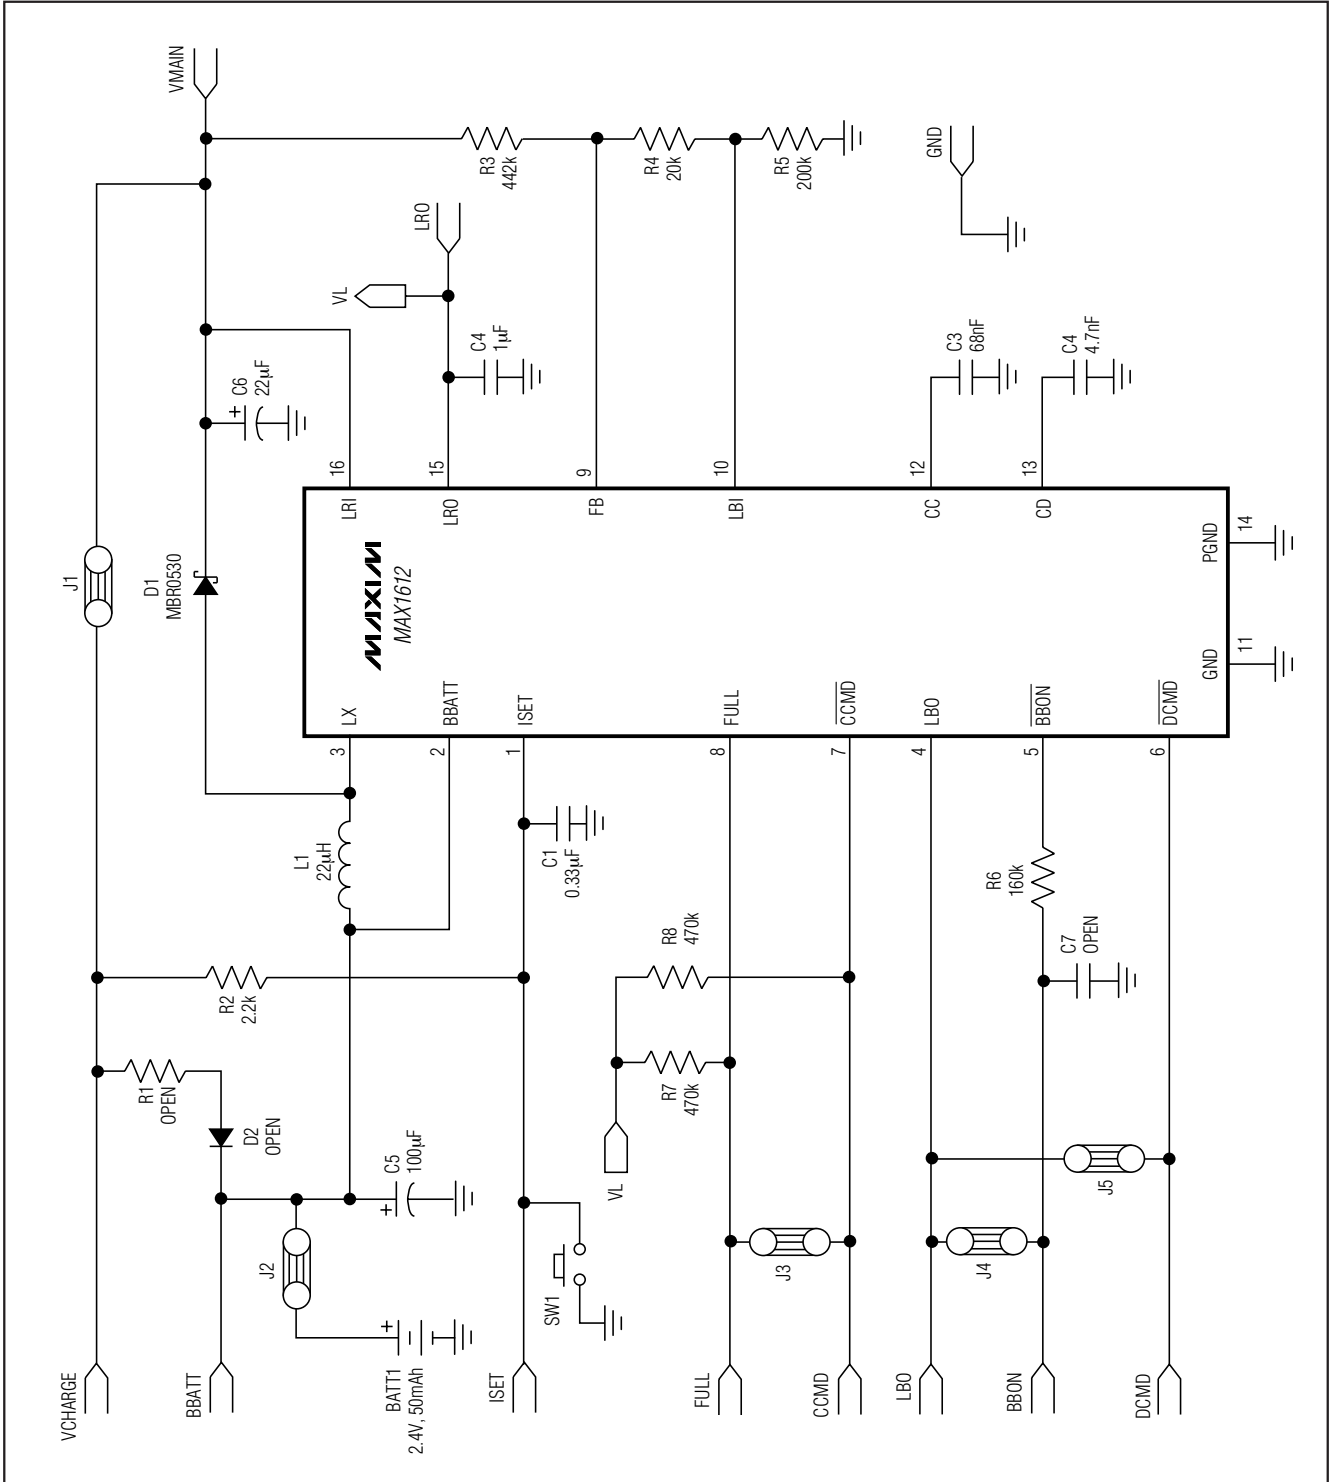 VCHARGE
BBATT
BATT1
2.4V, 50mAh
+
ISET
FULL
CCMD
LBO
BBON
DCMD
J2
C5
100µF
+
SW1
VL
J3
J4
J5
R1
OPEN
D2
OPEN
R2
2.2k
R7
470k
R8
470k
C7
OPEN
R6
160k
L1
22µH
C1
0.33µF
3
2
1
8
7
4
5
6
LX
BBATT
ISET
FULL
CCMD
LBO
BBON
DCMD
MAXIM
MAX1612
GND
11
PGND
14
LRI
LRO
FB
LBI
CC
CD
16
15
9
10
12
13
J1
D1
MBR0530
C6
22µF
+
C4
1µF
C3
68nF
C4
4.7nF
VL
LRO
R3
442k
R4
20k
R5
200k
GND
VMAIN